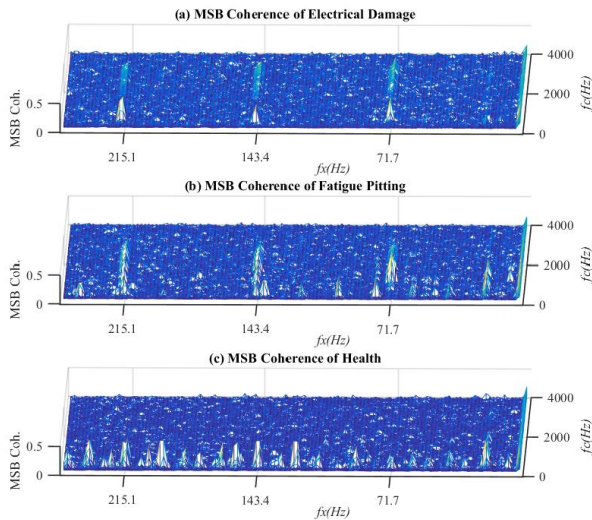 (a) MSB Coherence of Electrical Damage
MSB Coh.
0.5
0
4000
2000
0
fc(Hz)
215.1
143.4
71.7
fx(Hz)
(b) MSB Coherence of Fatigue Pitting
MSB Coh.
0.5
0
4000
2000
0
fc(Hz)
215.1
143.4
71.7
fx(Hz)
(c) MSB Coherence of Health
MSB Coh.
0.5
0
4000
2000
0
fc(Hz)
215.1
143.4
71.7
fx(Hz)